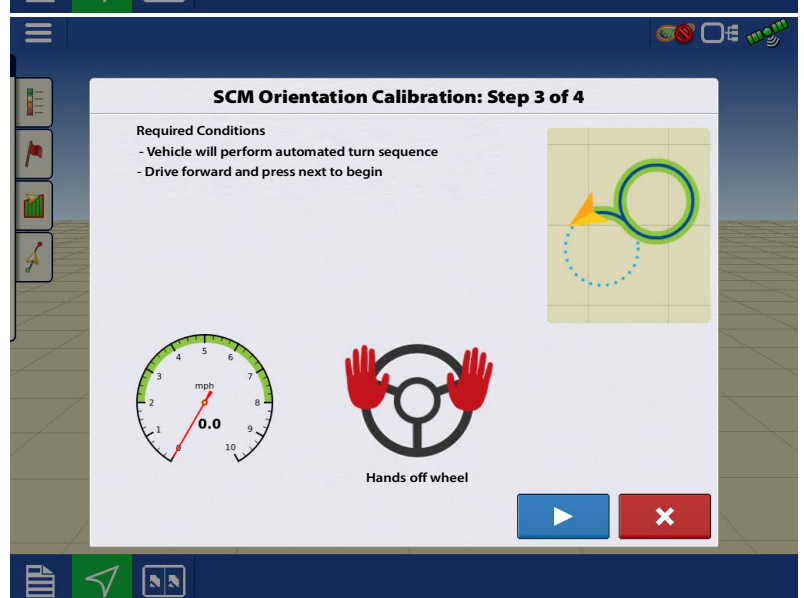 SCM Orientation Calibration: Step 3 of 4
Required Conditions
- Vehicle will perform automated turn sequence
- Drive forward and press next to begin
0
1
2
3
4
5
6
7
8
9
10
mph
0.0
Hands off wheel